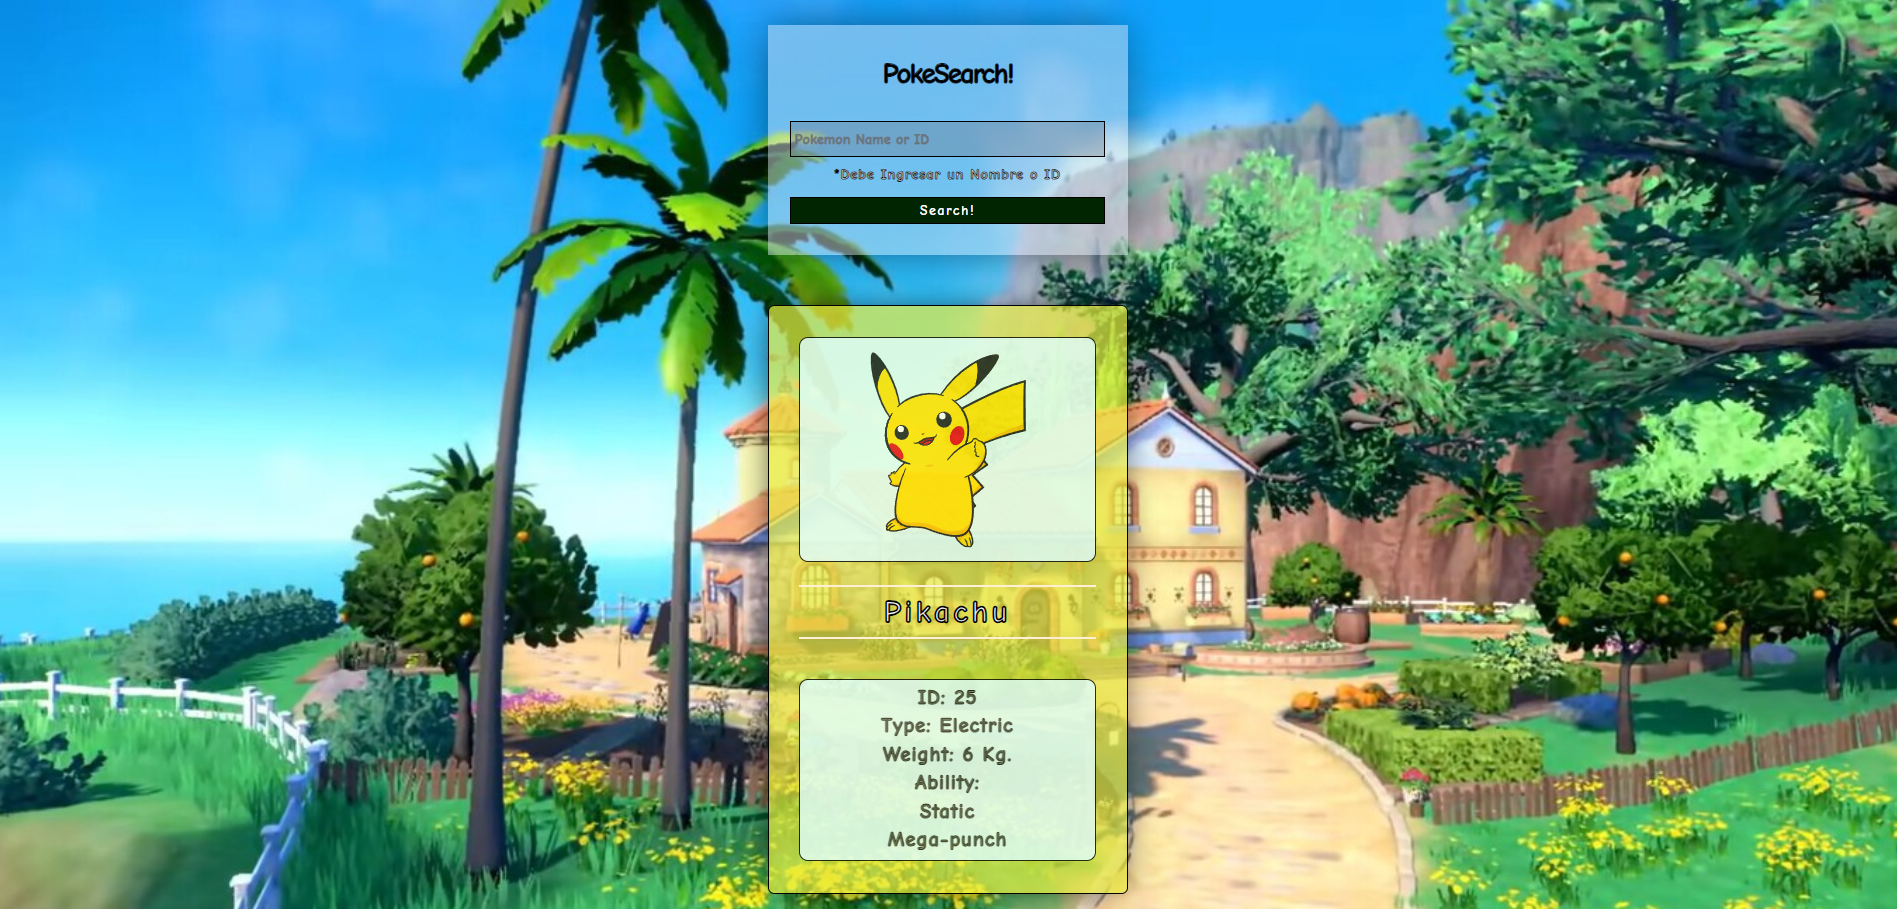 PokeSearch!
Pokemon Name or ID
*Debe Ingresar un Nombre o ID
Search!
Pikachu
ID: 25
Type: Electric
Weight: 6 Kg.
Ability:
Static
Mega-punch